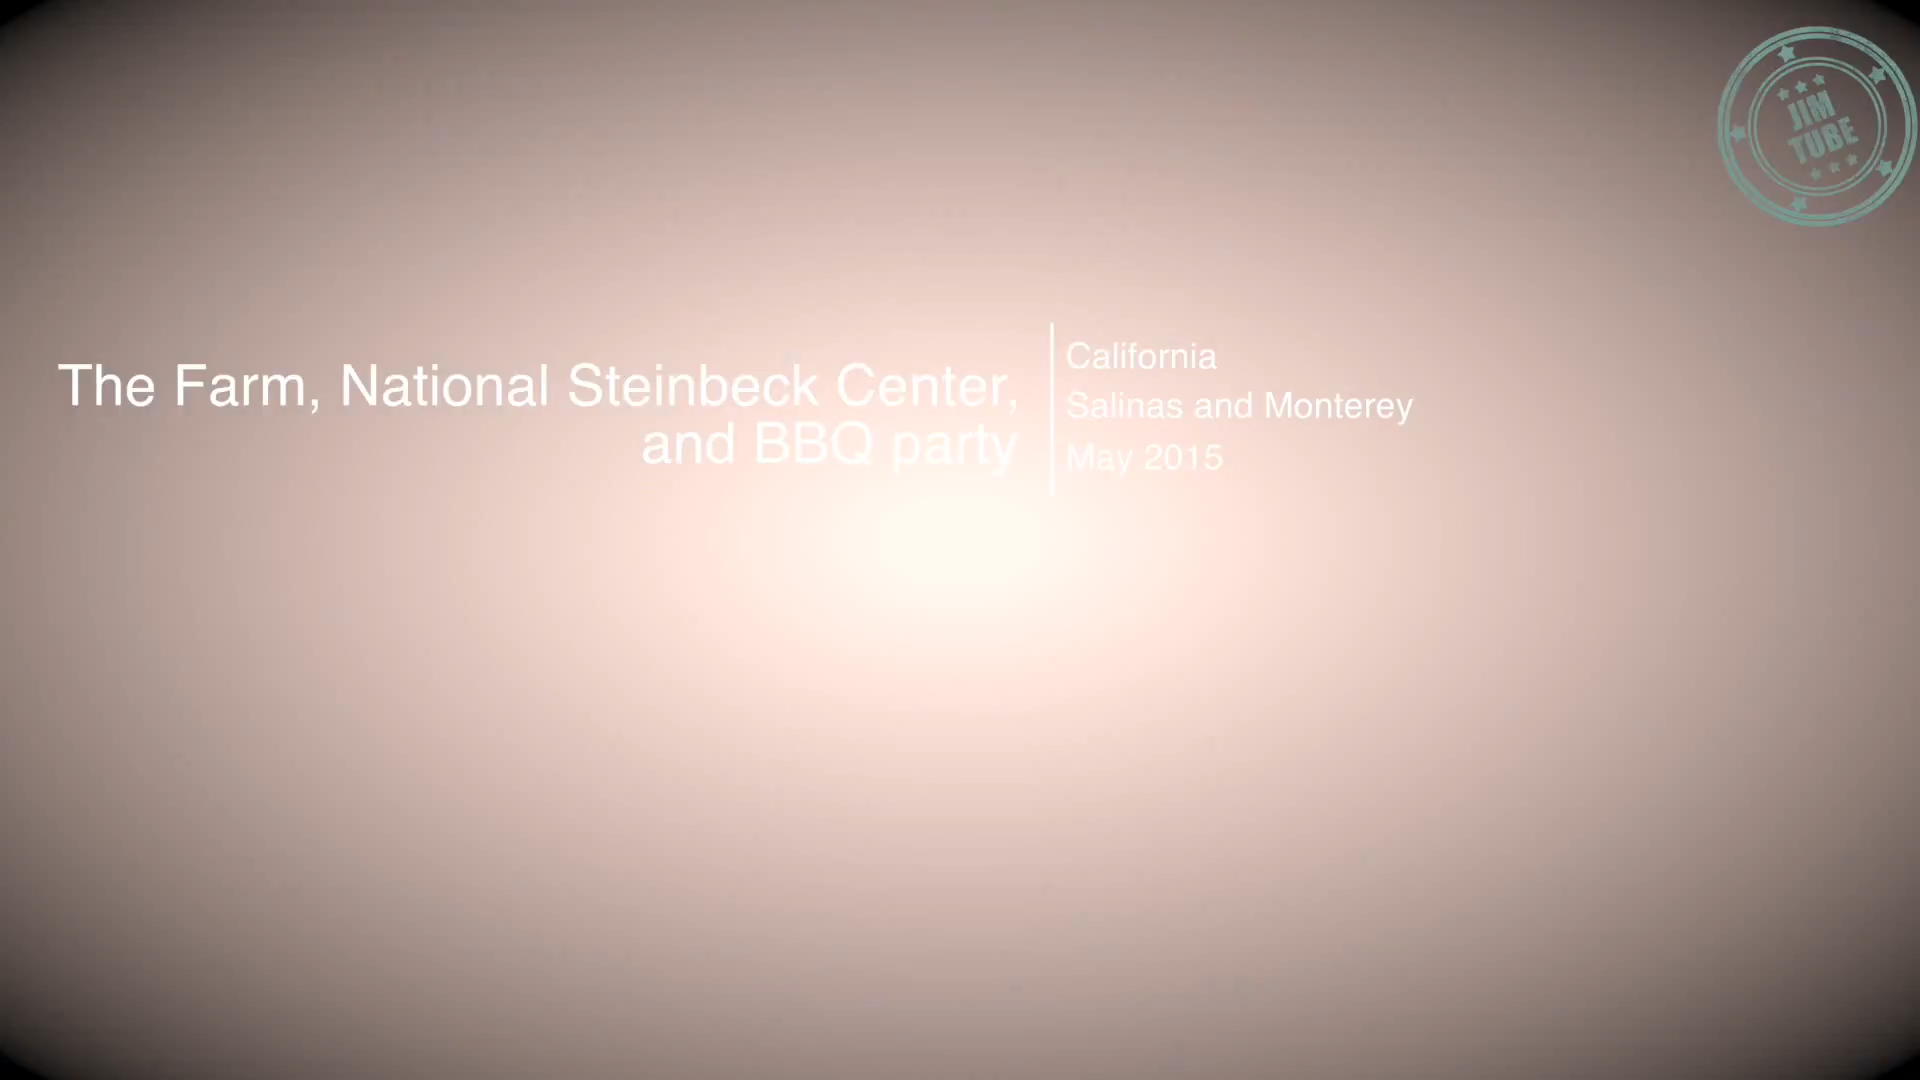 The Farm, National Steinbeck Center,
and BBQ party
California
Salinas and Monterey
May 2015
JIM
TUBE